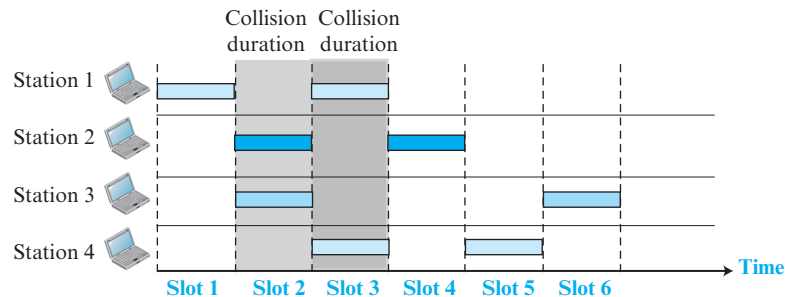 Collision Collision
duration duration
Station 1
Station 2
Station 3
Station 4
Time
Slot 1 Slot 2 Slot 3 Slot 4 Slot 5 Slot 6